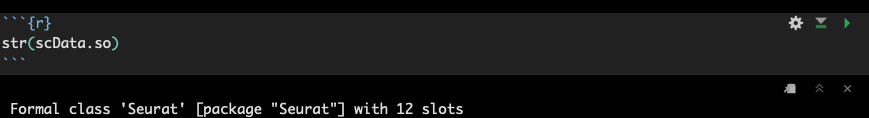 ```{r}
str(scData.so)
```
Formal class 'Seurat' [package "Seurat"] with 12 slots